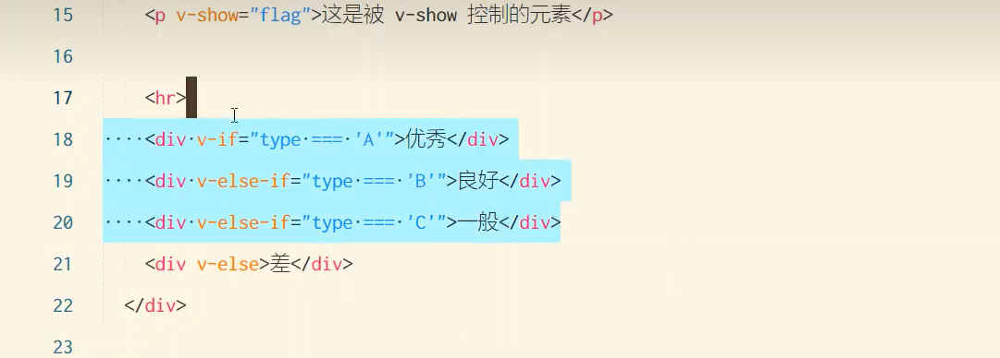 15 <p v-show="flag">这是被 v-show 控制的元素</p>
16
17 <hr>
18 ····<div·v-if="type·===·'A'">优秀</div>
19 ····<div·v-else-if="type·===·'B'">良好</div>
20 ····<div·v-else-if="type·===·'C'">一般</div>
21 <div v-else>差</div>
22 </div>
23